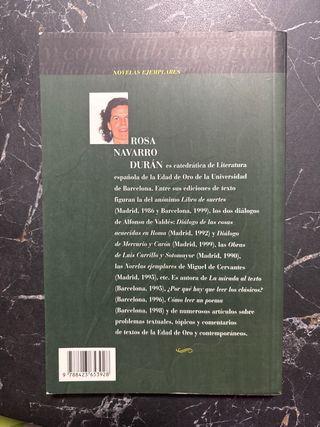 y cortadillo la españ
NOVELAS EJEMPLARES
ROSA
NAVARRO
DURÁN es catedrática de Literatura
española de la Edad de Oro de la Universidad
de Barcelona. Entre sus ediciones de texto
figuran la del anónimo Libro de suertes
(Madrid, 1986 y Barcelona, 1999), los dos diálogos
de Alfonso de Valdés: Diálogo de las cosas
acaecidas en Roma (Madrid, 1992) y Diálogo
de Mercurio y Carón (Madrid, 1999), las Obras
de Luis Carrillo y Sotomayor (Madrid, 1990),
las Novelas ejemplares de Miguel de Cervantes
(Madrid, 1995), etc. Es autora de La mirada al texto
(Barcelona, 1995), ¿Por qué hay que leer los clásicos?
(Barcelona, 1996), Cómo leer un poema
(Barcelona, 1998) y de numerosos artículos sobre
problemas textuales, tópicos y comentarios
de textos de la Edad de Oro y contemporáneos.
9 788423 653928